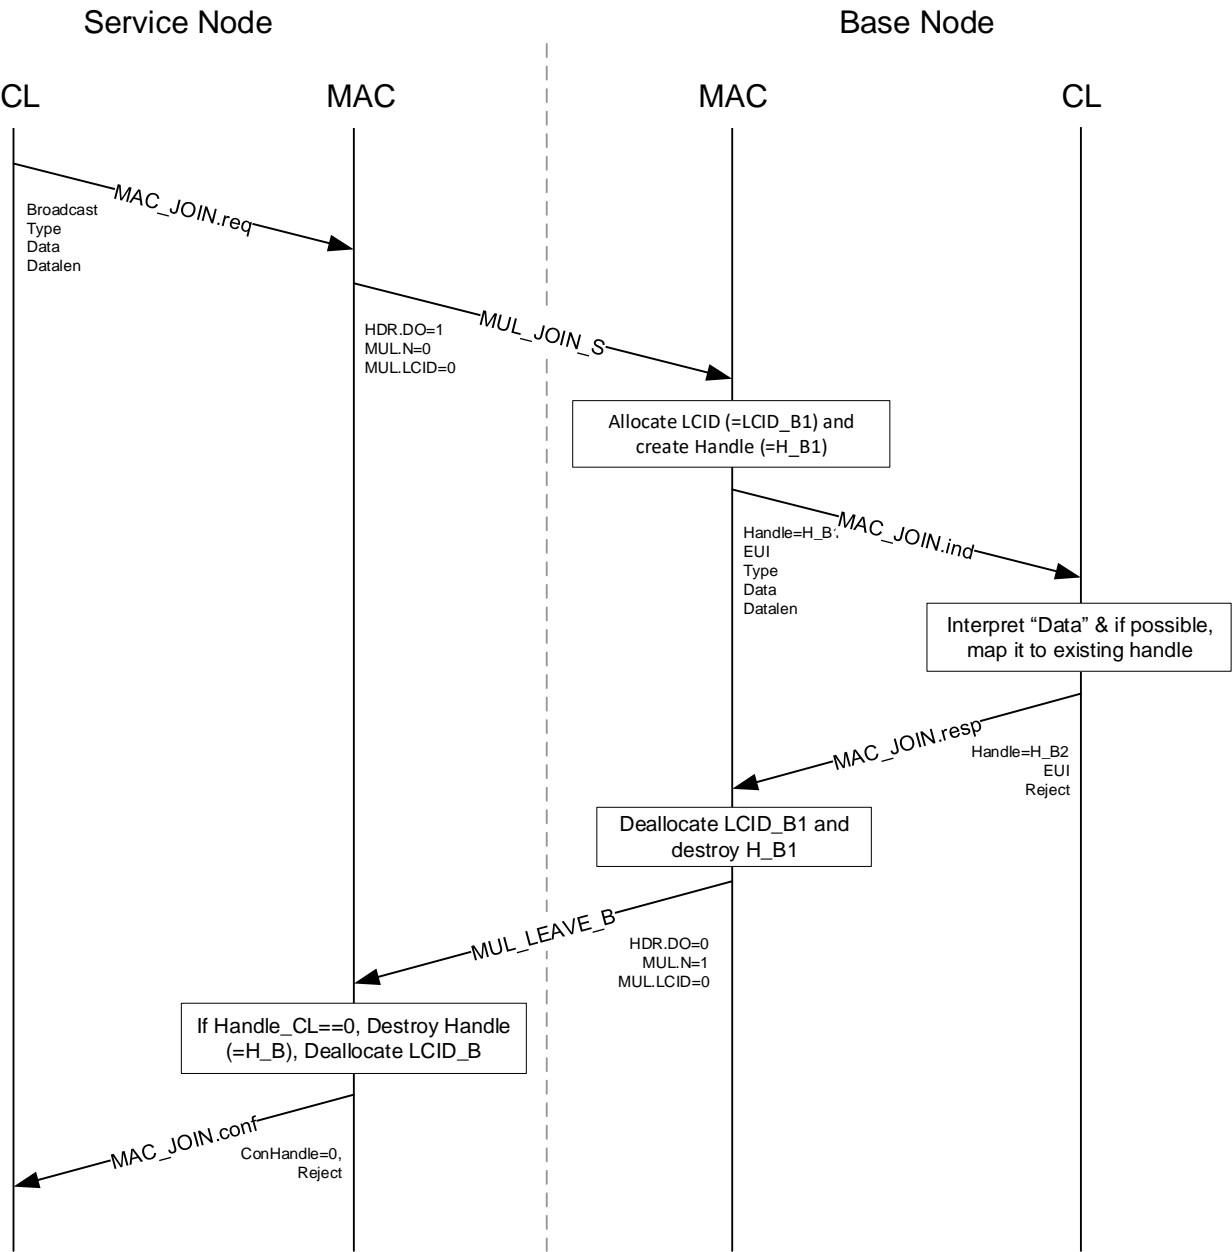 Service Node
Base Node
CL
MAC
MAC
CL
MAC_JOIN.req
Broadcast
Type
Data
Datalen
MUL_JOIN_S
HDR.DO=1
MUL.N=0
MUL.LCID=0
Allocate LCID (=LCID_B1) and
create Handle (=H_B1)
MAC_JOIN.ind
Handle=H_B1
EUI
Type
Data
Datalen
Interpret “Data” & if possible,
map it to existing handle
MAC_JOIN.resp
Handle=H_B2
EUI
Reject
Deallocate LCID_B1 and
destroy H_B1
MUL_LEAVE_B
HDR.DO=0
MUL.N=1
MUL.LCID=0
If Handle_CL==0, Destroy Handle
(=H_B), Deallocate LCID_B
MAC_JOIN.conf
ConHandle=0,
Reject